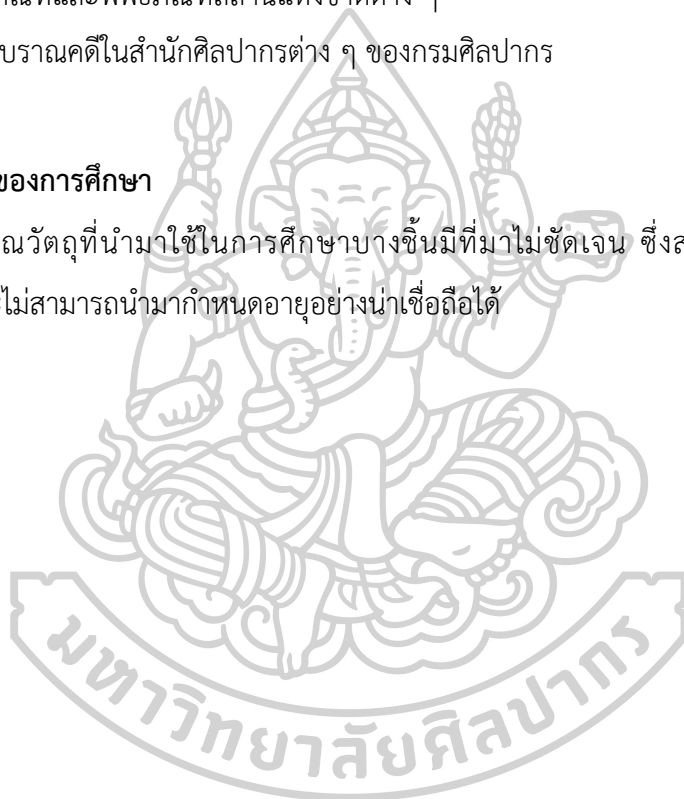 บราณคดีในสำนักศิลปากรต่าง ๆ ของกรมศิลปากร
ของการศึกษา
ณวัตถุที่นำมาใช้ในการศึกษาบางชิ้นมีที่มาไม่ชัดเจน ซึ่งส
ะไม่สามารถนำมากำหนดอายุอย่างน่าเชื่อถือได้
มหาวิทยาลัยศิลปากร